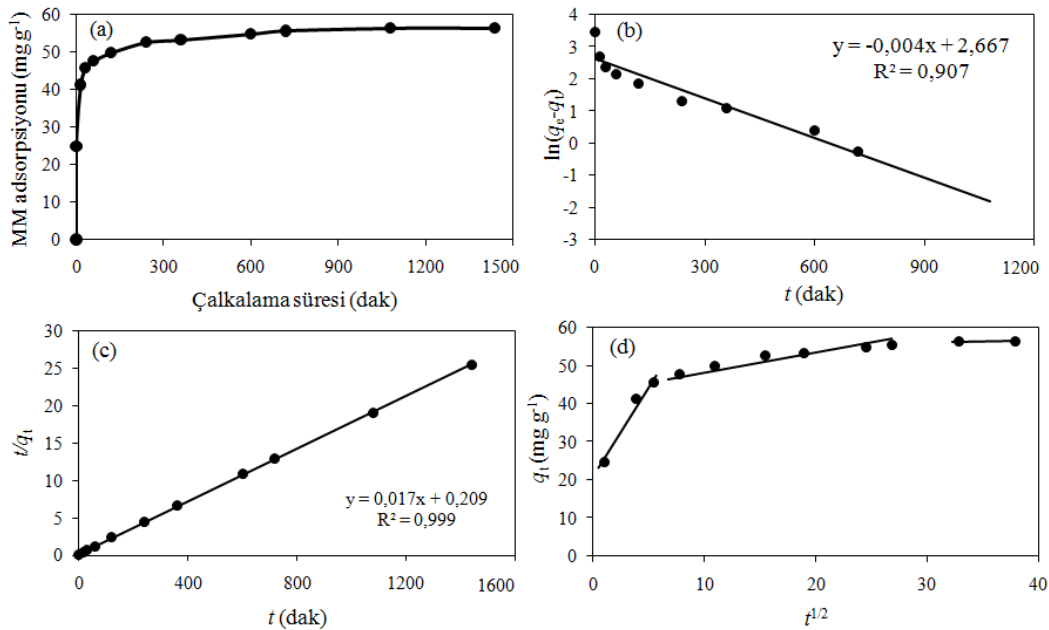 (a)
MM adsorpsiyonu (mg g-1)
60
50
40
30
20
10
0
0 300 600 900 1200 1500
Çalkalama süresi (dak)
(b)
y = -0,004x + 2,667
R² = 0,907
ln(qe-qt)
4
3
2
1
0
-1
-2
-3
0 300 600 900 1200
t (dak)
(c)
t/qt
30
25
20
15
10
5
0
y = 0,017x + 0,209
R² = 0,999
0 400 800 1200 1600
t (dak)
(d)
qt (mg g-1)
60
50
40
30
20
10
0
0 10 20 30 40
t1/2